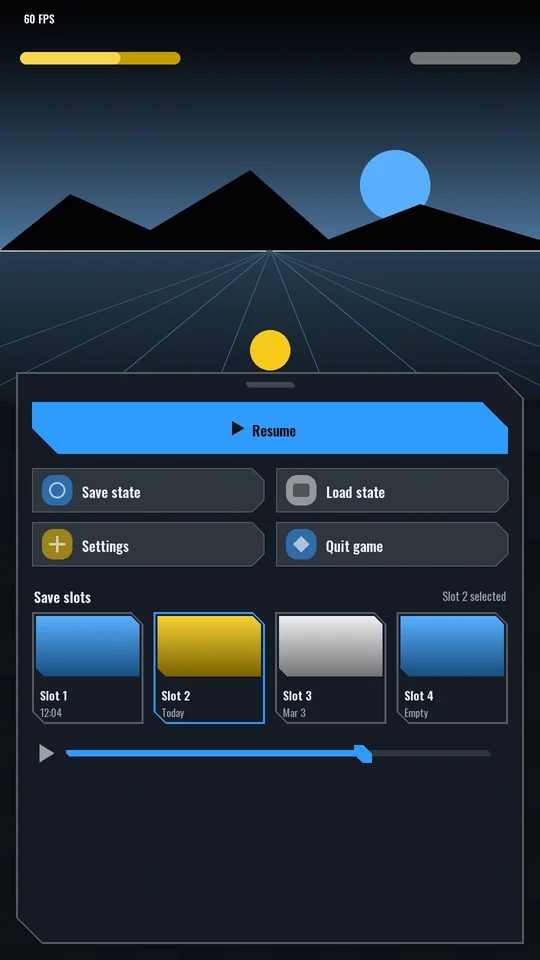 60 FPS
Resume
Save state
Load state
Settings
Quit game
Save slots
Slot 2 selected
Slot 1
12:04
Slot 2
Today
Slot 3
Mar 3
Slot 4
Empty